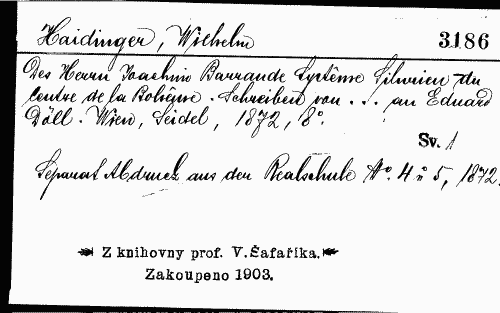 Haidinger, Wilhelm 3186
Des Herrn Joachim Barrande Système Silurien du
centre de la Bohême. Schreiben von . . . an Eduard
Döll. Wien, Seidel, 1872, 8°.
Sv. 1
Separat Abdruck aus der Realschule No. 4 u 5, 1872.
Z knihovny prof. V. Šafaříka.
Zakoupeno 1903.